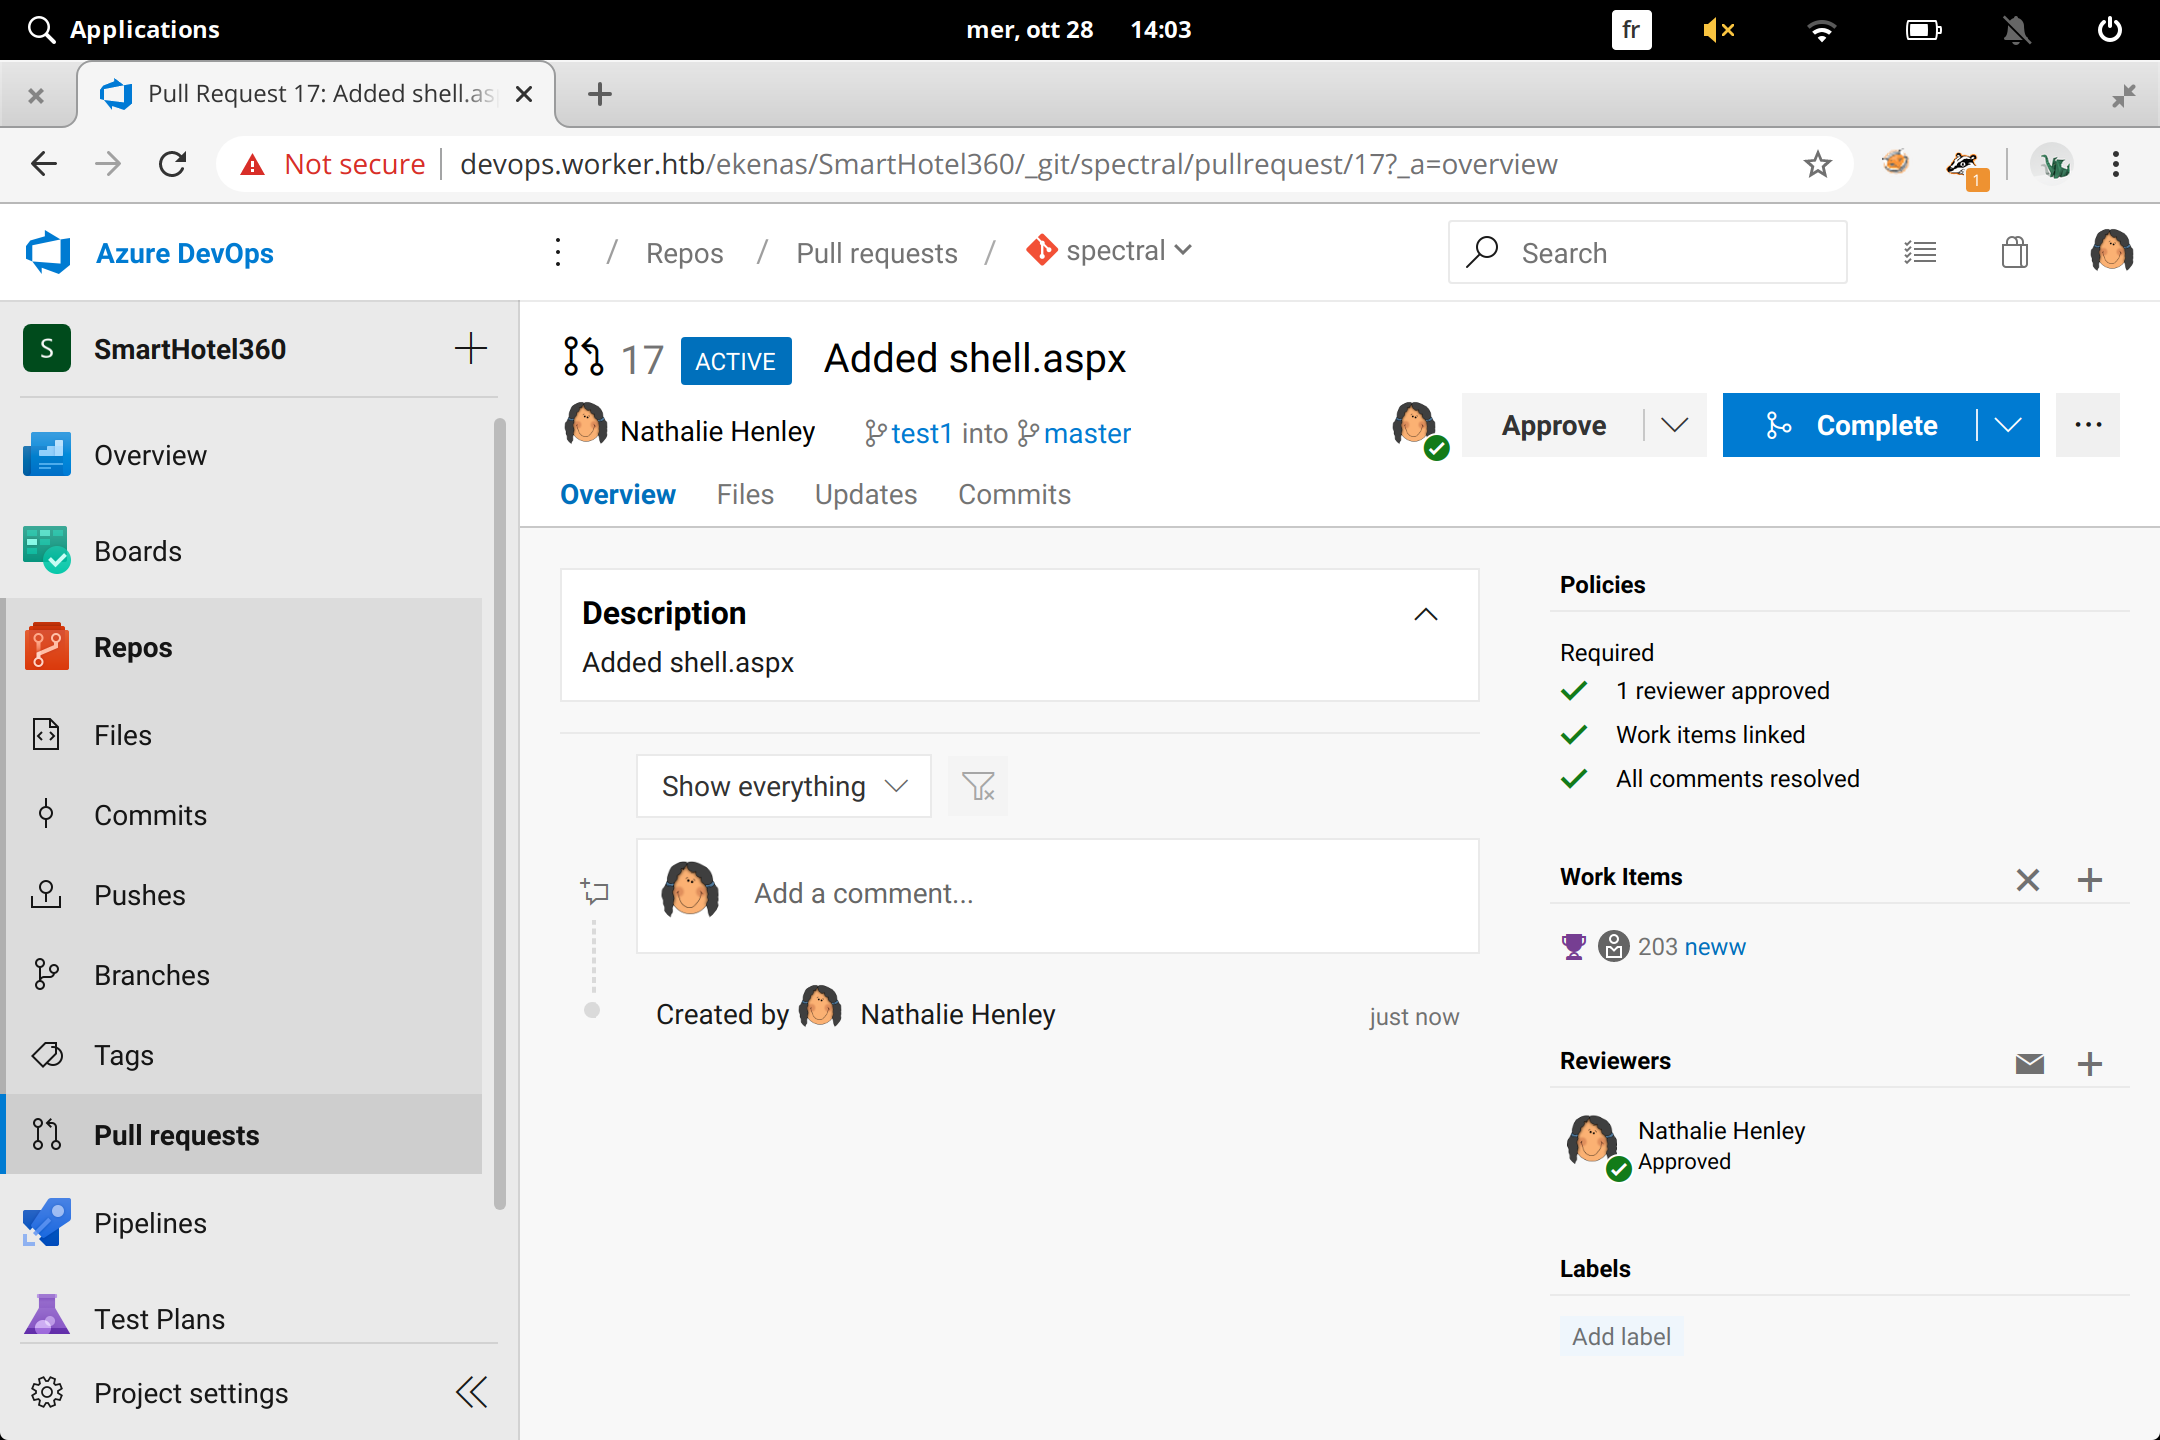 Applications
mer, ott 28 14:03
fr
Pull Request 17: Added shell.as
Not secure
devops.worker.htb/ekenas/SmartHotel360/_git/spectral/pullrequest/17?_a=overview
1
Azure DevOps
/ Repos / Pull requests / spectral
Search
S SmartHotel360
Overview
Boards
Repos
Files
Commits
Pushes
Branches
Tags
Pull requests
Pipelines
Test Plans
Project settings
17 ACTIVE Added shell.aspx
Nathalie Henley test1 into master
Approve
Complete
Overview Files Updates Commits
Description
Added shell.aspx
Show everything
Add a comment...
Created by Nathalie Henley
just now
Policies
Required
1 reviewer approved
Work items linked
All comments resolved
Work Items
203 neww
Reviewers
Nathalie Henley
Approved
Labels
Add label